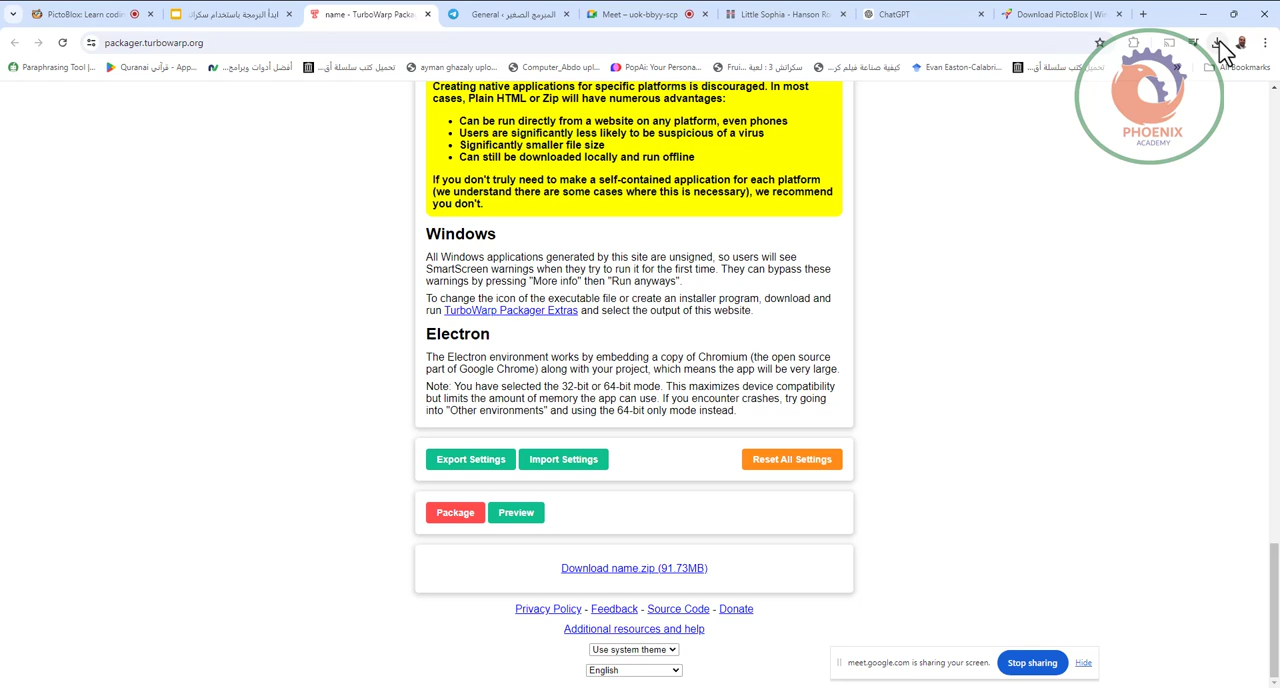 PictoBlox: Learn codin
ابدأ البرمجة باستخدام سكرات
name - TurboWarp Packa
General › المبرمج الصغير
Meet – uok-bbyy-scp
Little Sophia - Hanson Ro
ChatGPT
Download PictoBlox | Win
packager.turbowarp.org
Paraphrasing Tool |...
Quranai - قرآني - App...
أفضل أدوات وبرامج...
تحميل كتب سلسلة أق...
ayman ghazaly uplo...
Computer_Abdo upl...
PopAi: Your Persona...
سكراتش 3 : لعبة Frui...
كيفية صناعة فيلم كر...
Evan Easton-Calabri...
تحميل كتب سلسلة أق...
All Bookmarks
PHOENIX
ACADEMY
Creating native applications for specific platforms is discouraged. In most
cases, Plain HTML or Zip will have numerous advantages:
• Can be run directly from a website on any platform, even phones
• Users are significantly less likely to be suspicious of a virus
• Significantly smaller file size
• Can still be downloaded locally and run offline
If you don't truly need to make a self-contained application for each platform
(we understand there are some cases where this is necessary), we recommend
you don't.
Windows
All Windows applications generated by this site are unsigned, so users will see
SmartScreen warnings when they try to run it for the first time. They can bypass these
warnings by pressing "More info" then "Run anyways".
To change the icon of the executable file or create an installer program, download and
run TurboWarp Packager Extras and select the output of this website.
Electron
The Electron environment works by embedding a copy of Chromium (the open source
part of Google Chrome) along with your project, which means the app will be very large.
Note: You have selected the 32-bit or 64-bit mode. This maximizes device compatibility
but limits the amount of memory the app can use. If you encounter crashes, try going
into "Other environments" and using the 64-bit only mode instead.
Export Settings
Import Settings
Reset All Settings
Package
Preview
Download name.zip (91.73MB)
Privacy Policy - Feedback - Source Code - Donate
Additional resources and help
Use system theme
English
meet.google.com is sharing your screen.
Stop sharing
Hide